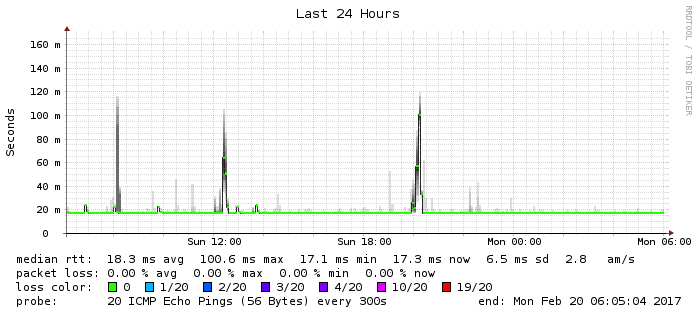 Last 24 Hours
RRDTOOL / TOBI OETIKER
Seconds
160 m
140 m
120 m
100 m
80 m
60 m
40 m
20 m
0
Sun 12:00 Sun 18:00 Mon 00:00 Mon 06:00
median rtt: 18.3 ms avg 100.6 ms max 17.1 ms min 17.3 ms now 6.5 ms sd 2.8 am/s
packet loss: 0.00 % avg 0.00 % max 0.00 % min 0.00 % now
loss color: 0 1/20 2/20 3/20 4/20 10/20 19/20
probe: 20 ICMP Echo Pings (56 Bytes) every 300s end: Mon Feb 20 06:05:04 2017